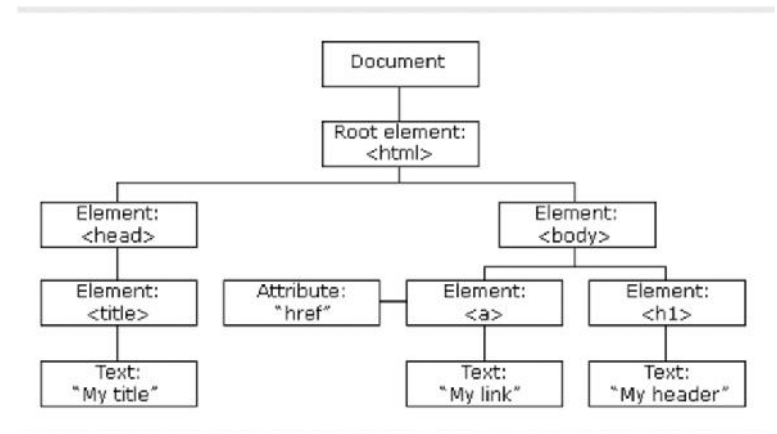 Document
Root element:
<html>
Element:
<head>
Element:
<body>
Element:
<title>
Attribute:
“href”
Element:
<a>
Element:
<h1>
Text:
“My title”
Text:
“My link”
Text:
“My header”